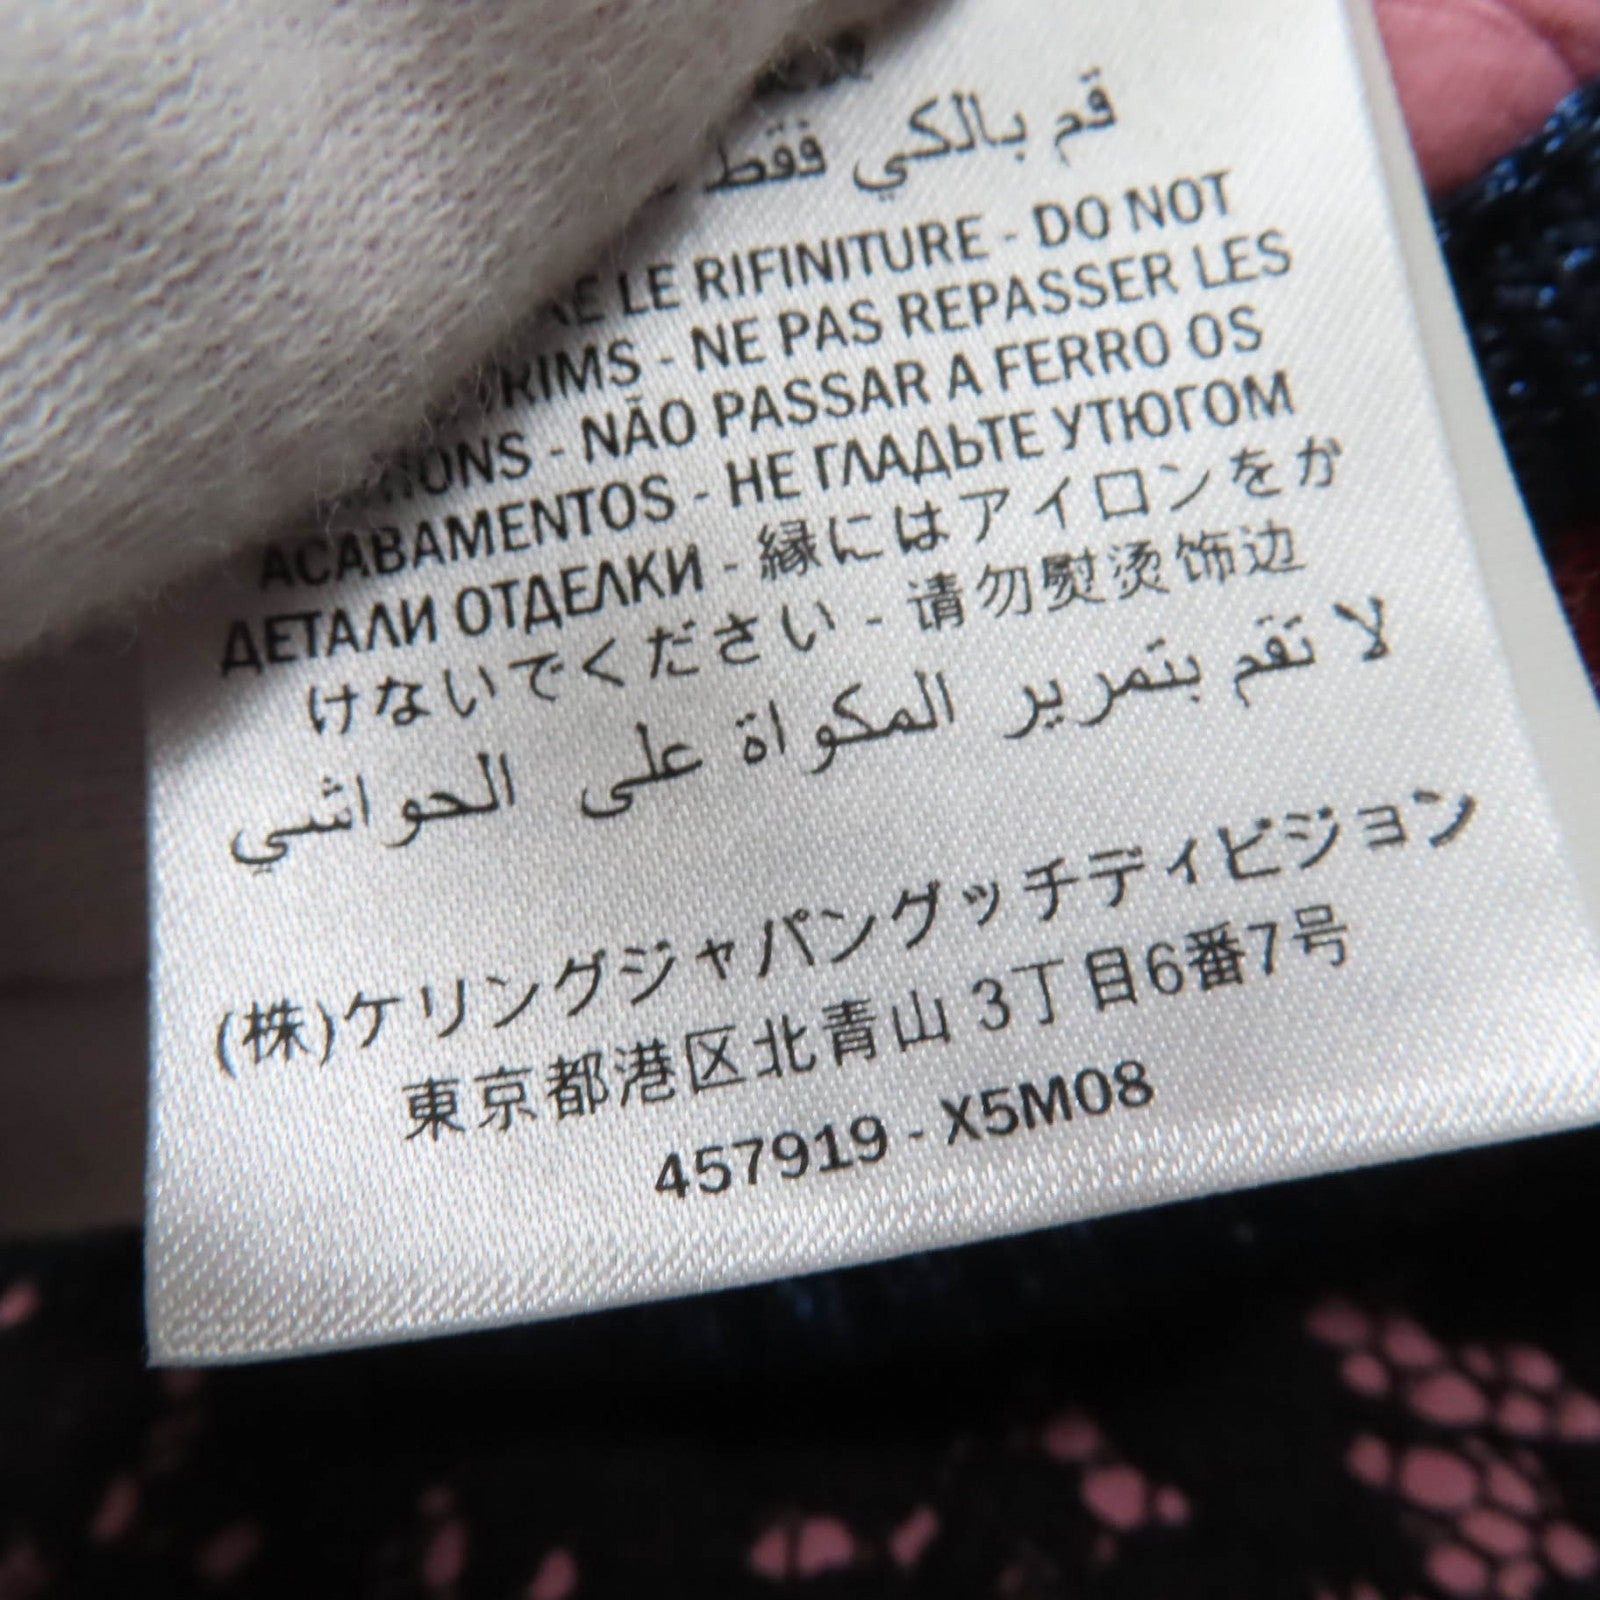 قم بالكي فقط
LE RIFINITURE - DO NOT
- NE PAS REPASSER LES
- NÃO PASSAR A FERRO OS
ACABAMENTOS - НЕ ГЛАДЬТЕ УТЮГОМ
ДЕТАЛИ ОТДЕЛКИ - 縁にはアイロンをか
けないでください - 请勿熨烫饰边
لا تقم بتمرير المكواة على الحواشي
(株)ケリングジャパングッチディビジョン
東京都港区北青山 3丁目6番7号
457919 - X5M08